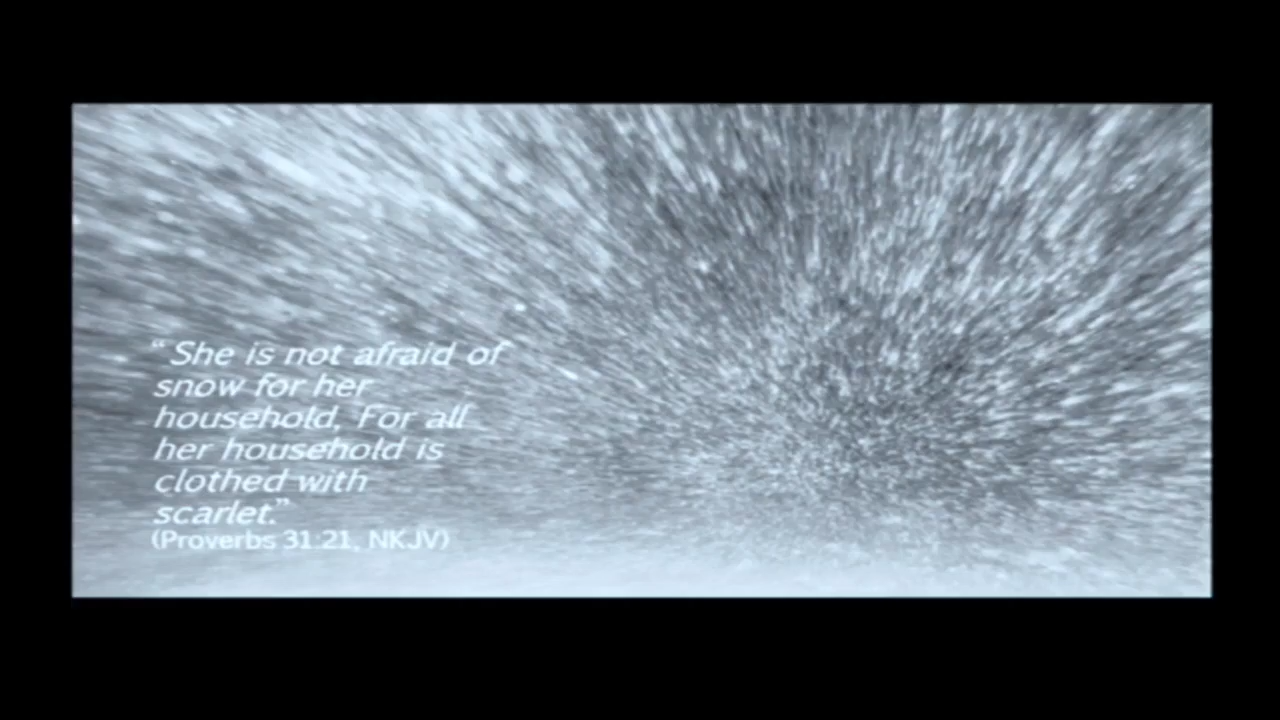 “She is not afraid of
snow for her
household, For all
her household is
clothed with
scarlet.”
(Proverbs 31:21, NKJV)